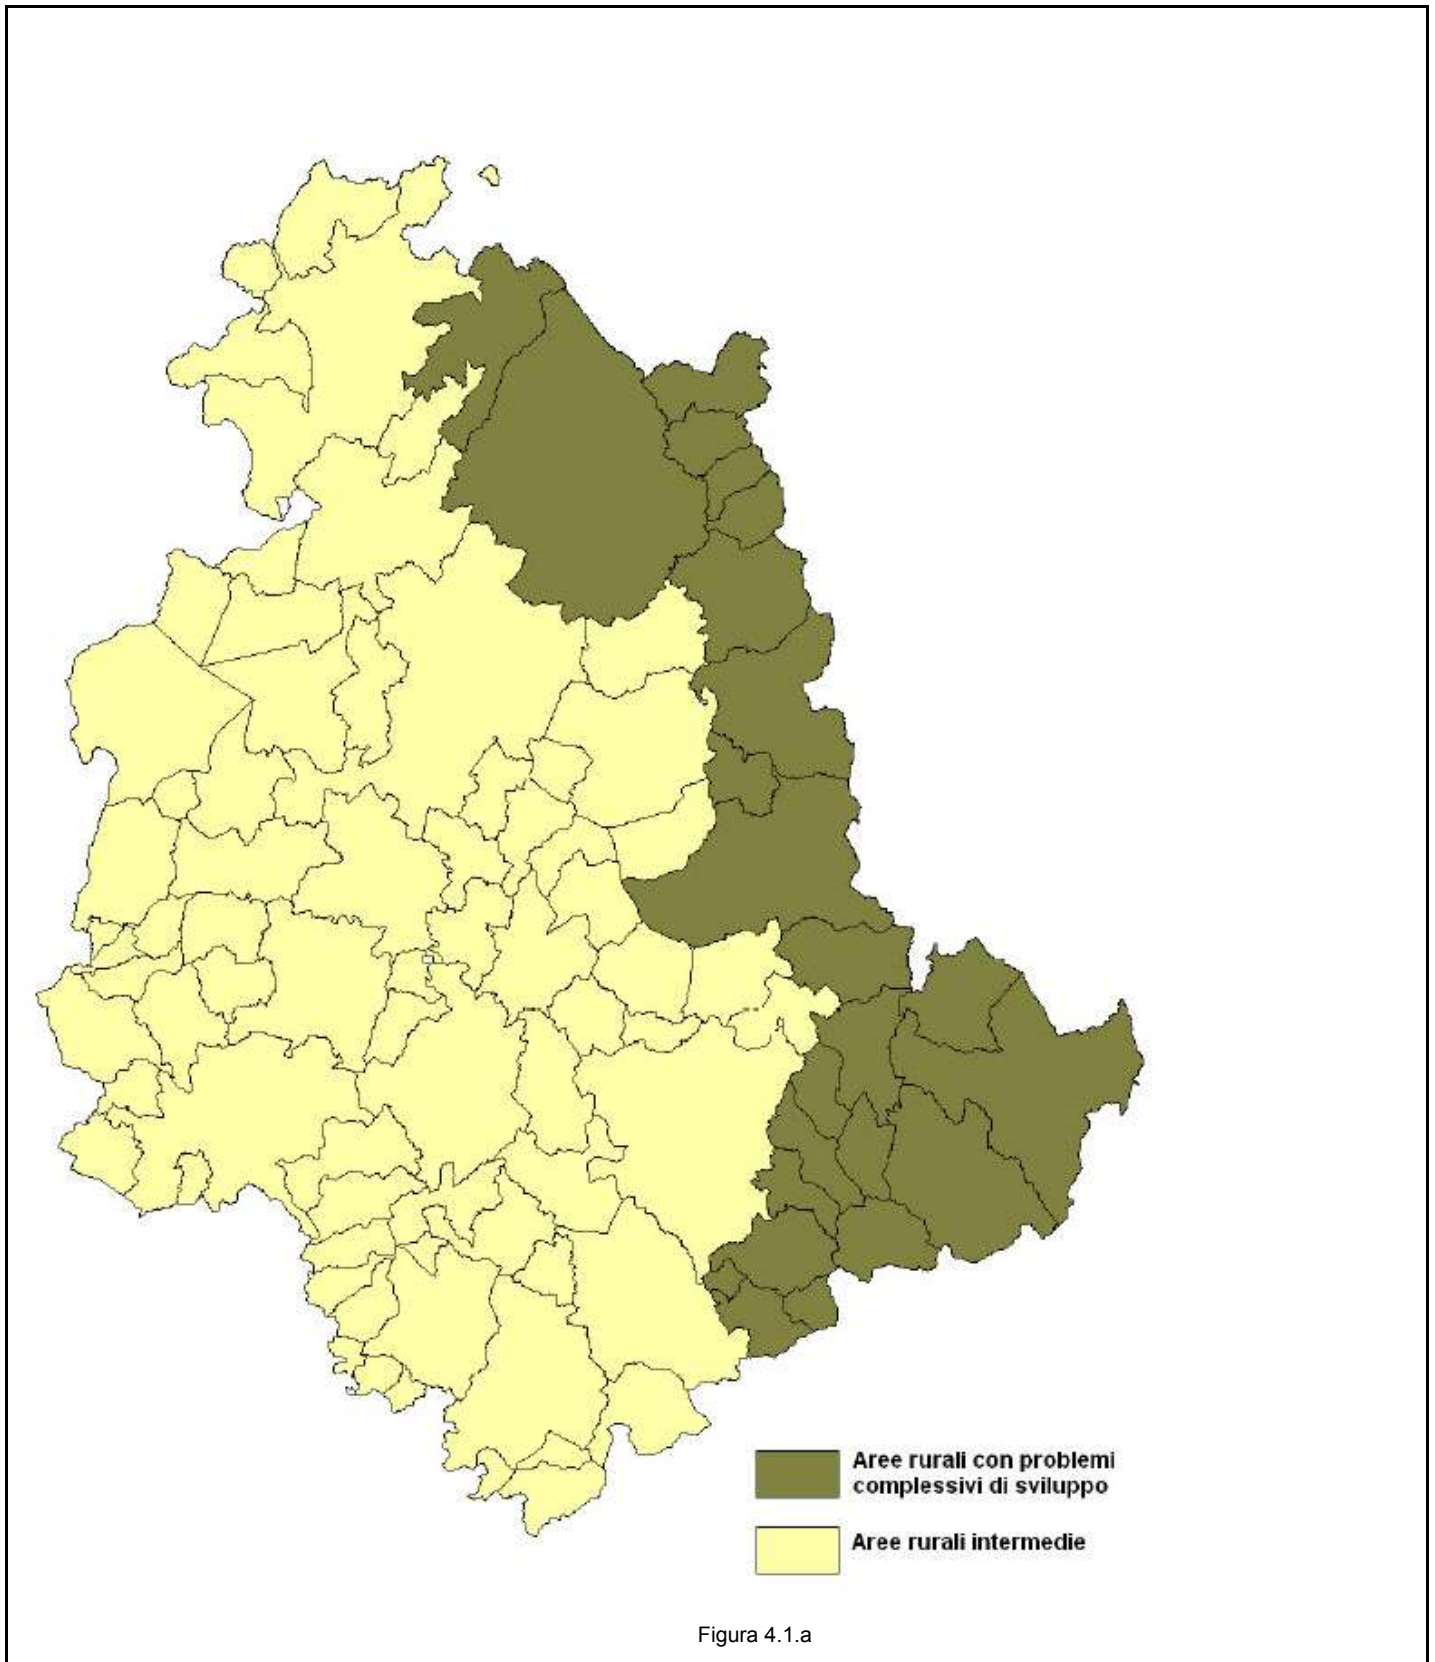 Aree rurali con problemi
complessivi di sviluppo
Aree rurali intermedie
Figura 4.1.a